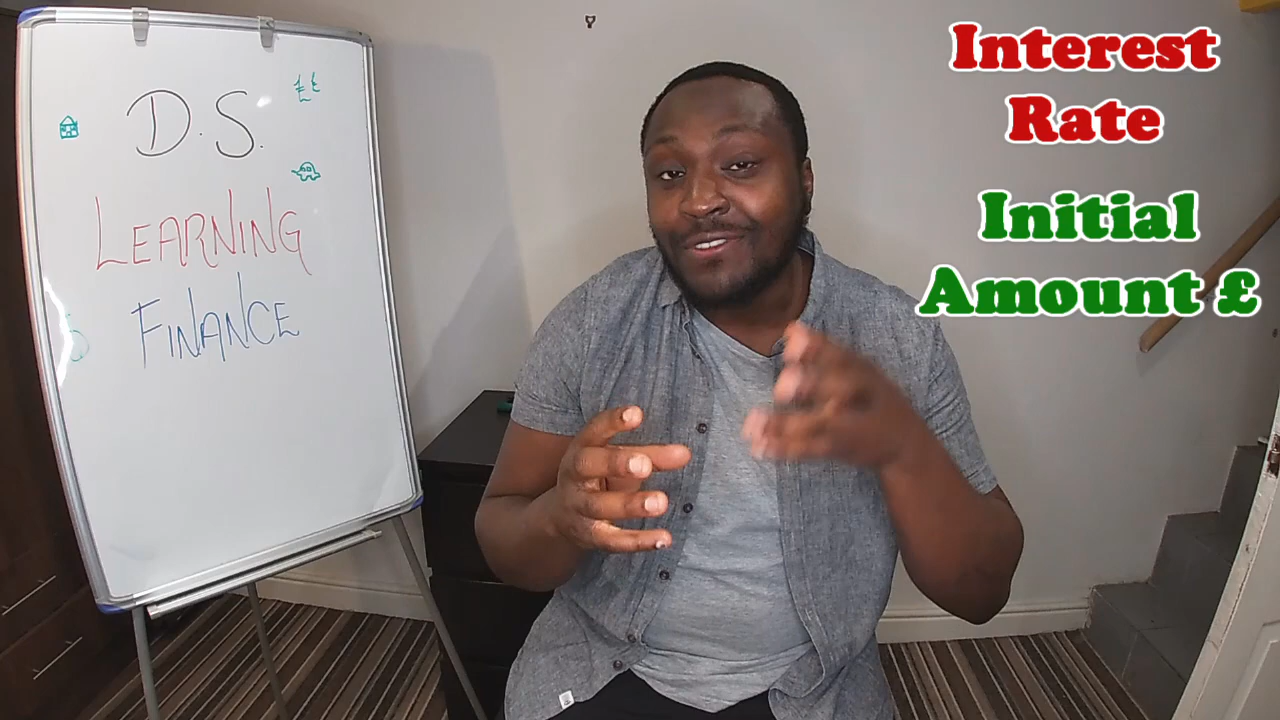 D.S.
LEARNING
FINANCE
££
Interest
Rate
Initial
Amount £